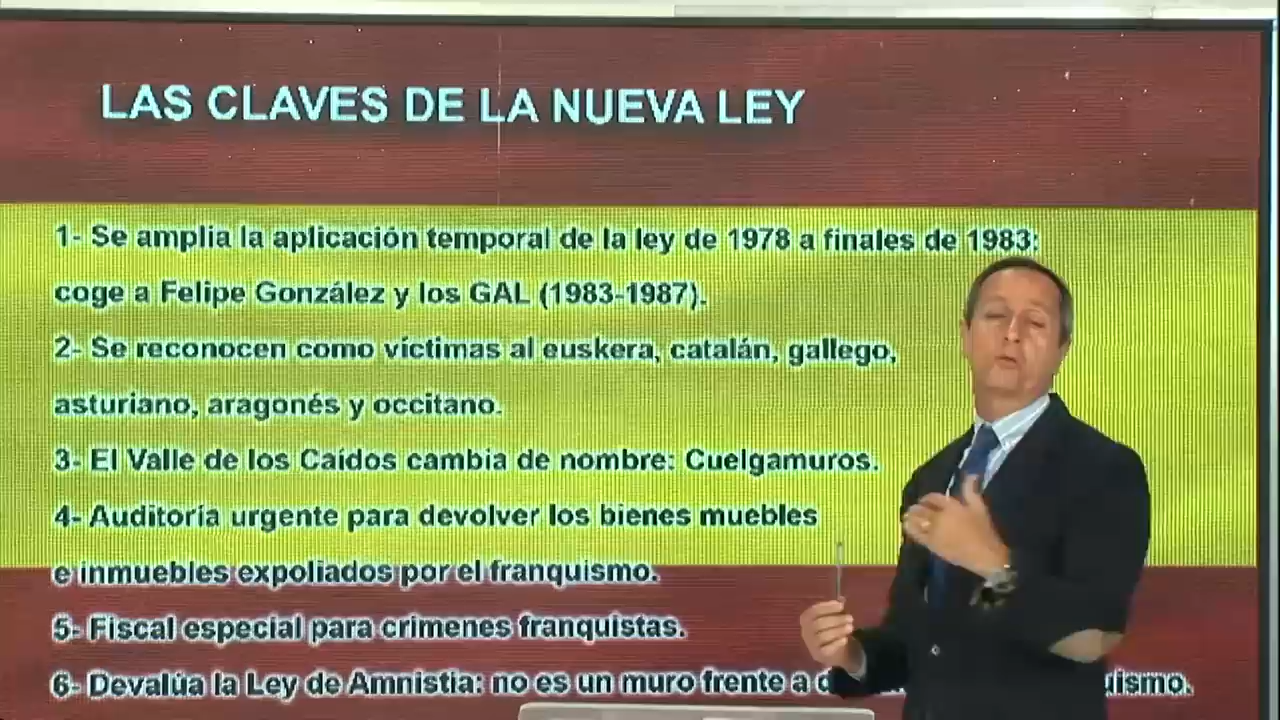 LAS CLAVES DE LA NUEVA LEY
1- Se amplia la aplicación temporal de la ley de 1978 a finales de 1983:
coge a Felipe González y los GAL (1983-1987).
2- Se reconocen como víctimas al euskera, catalán, gallego,
asturiano, aragonés y occitano.
3- El Valle de los Caídos cambia de nombre: Cuelgamuros.
4- Auditoría urgente para devolver los bienes muebles
e inmuebles expoliados por el franquismo.
5- Fiscal especial para crímenes franquistas.
6- Devalúa la Ley de Amnistia: no es un muro frente a